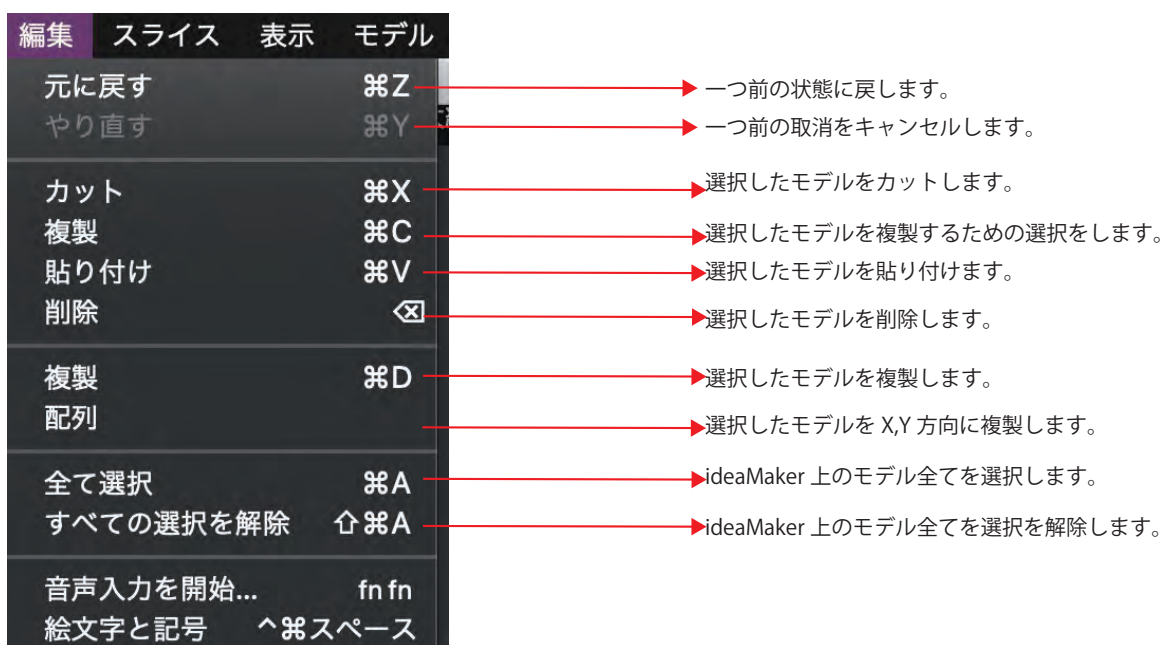 編集 スライス 表示 モデル
元に戻す ⌘Z 一つ前の状態に戻します。
やり直す ⌘Y 一つ前の取消をキャンセルします。
カット ⌘X 選択したモデルをカットします。
複製 ⌘C 選択したモデルを複製するための選択をします。
貼り付け ⌘V 選択したモデルを貼り付けます。
削除 ⌫ 選択したモデルを削除します。
複製 ⌘D 選択したモデルを複製します。
配列 選択したモデルを X,Y 方向に複製します。
全て選択 ⌘A ideaMaker 上のモデル全てを選択します。
すべての選択を解除 ⇧⌘A ideaMaker 上のモデル全てを選択を解除します。
音声入力を開始... fn fn
絵文字と記号 ^⌘スペース